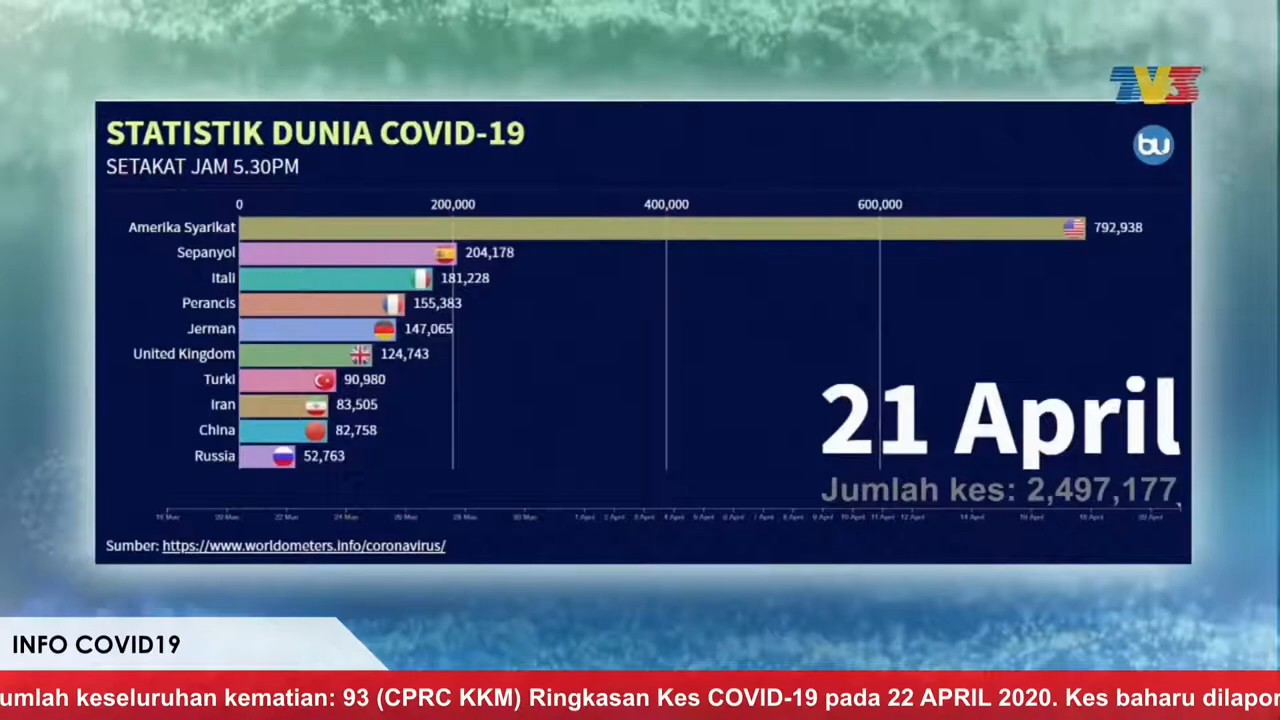 TV3
STATISTIK DUNIA COVID-19
bu
SETAKAT JAM 5.30PM
0 200,000 400,000 600,000
Amerika Syarikat 792,938
Sepanyol 204,178
Itali 181,228
Perancis 155,383
Jerman 147,065
United Kingdom 124,743
Turki 90,980
Iran 83,505
China 82,758
Russia 52,763
21 April
Jumlah kes: 2,497,177
Sumber: https://www.worldometers.info/coronavirus/
INFO COVID19
umlah keseluruhan kematian: 93 (CPRC KKM) Ringkasan Kes COVID-19 pada 22 APRIL 2020. Kes baharu dilapor